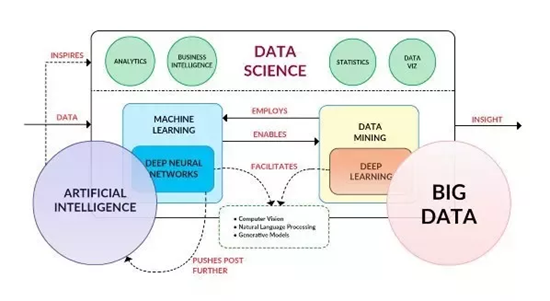 INSPIRES
ANALYTICS
BUSINESS
INTELLIGENCE
DATA
SCIENCE
STATISTICS
DATA
VIZ
DATA
MACHINE
LEARNING
EMPLOYS
ENABLES
DATA
MINING
INSIGHT
DEEP NEURAL
NETWORKS
FACILITATES
DEEP
LEARNING
ARTIFICIAL
INTELLIGENCE
BIG
DATA
• Computer Vision
• Natural Language Processing
• Generative Models
PUSHES POST
FURTHER